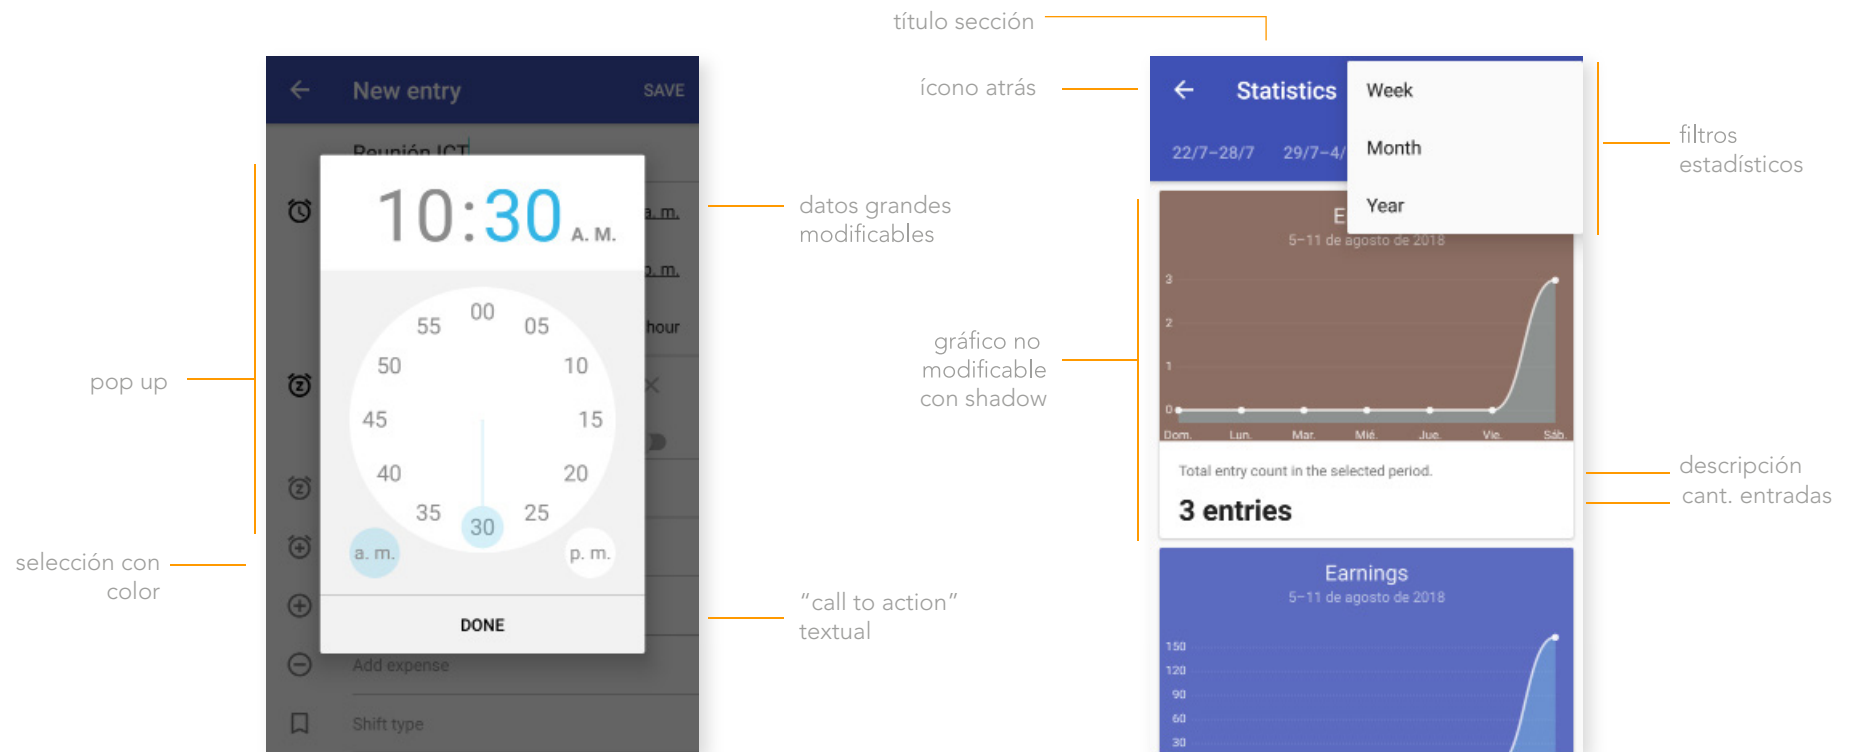 título sección
ícono atrás
New entry
SAVE
Reunión ICT
10:30 A. M.
a. m.
p. m.
hour
00
05
10
15
20
25
30
35
40
45
50
55
a. m.
p. m.
DONE
Add expense
Shift type
pop up
selección con
color
datos grandes
modificables
“call to action”
textual
Statistics
Week
Month
Year
22/7–28/7
29/7–4/
filtros
estadísticos
5–11 de agosto de 2018
3
2
1
0
Dom. Lun. Mar. Mié. Jue. Vie. Sáb.
gráfico no
modificable
con shadow
Total entry count in the selected period.
3 entries
descripción
cant. entradas
Earnings
5–11 de agosto de 2018
150
120
90
60
30